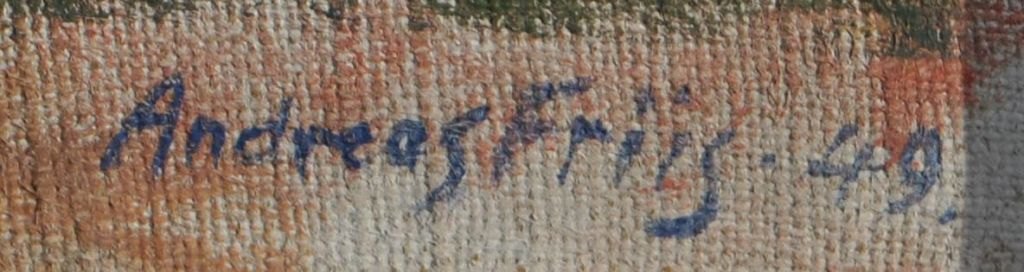 Andreas Friis. 49.